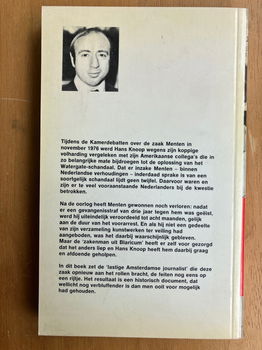 Tijdens de Kamerdebatten over de zaak Menten in
november 1976 werd Hans Knoop wegens zijn koppige
volharding vergeleken met zijn Amerikaanse collega's die in
zo belangrijke mate bijdroegen tot de oplossing van het
Watergate-schandaal. Dat er inzake Menten – binnen
Nederlandse verhoudingen – inderdaad sprake is van een
soortgelijk schandaal lijdt geen twijfel. Daarvoor waren en
zijn er te veel vooraanstaande Nederlanders bij de kwestie
betrokken.
Na de oorlog heeft Menten gewonnen noch verloren: nadat
er een gevangenisstraf van drie jaar tegen hem was geëist,
werd hij uiteindelijk veroordeeld tot acht maanden, gelijk
aan de duur van het voorarrest. En als hij niet een gedeelte
van zijn verzameling kunstwerken ter veiling had
aangeboden, was het daarbij waarschijnlijk gebleven.
Maar de 'zakenman uit Blaricum' heeft er zelf voor gezorgd
dat het anders liep en Hans Knoop heeft hem daarbij graag
en afdoende geholpen.
In dit boek zet de 'lastige Amsterdamse journalist' die deze
zaak opnieuw aan het rollen bracht, de feiten nog eens op
een rijtje. Het resultaat is een historisch document, dat
wellicht nog verbluffender is dan men ooit voor mogelijk
had gehouden.